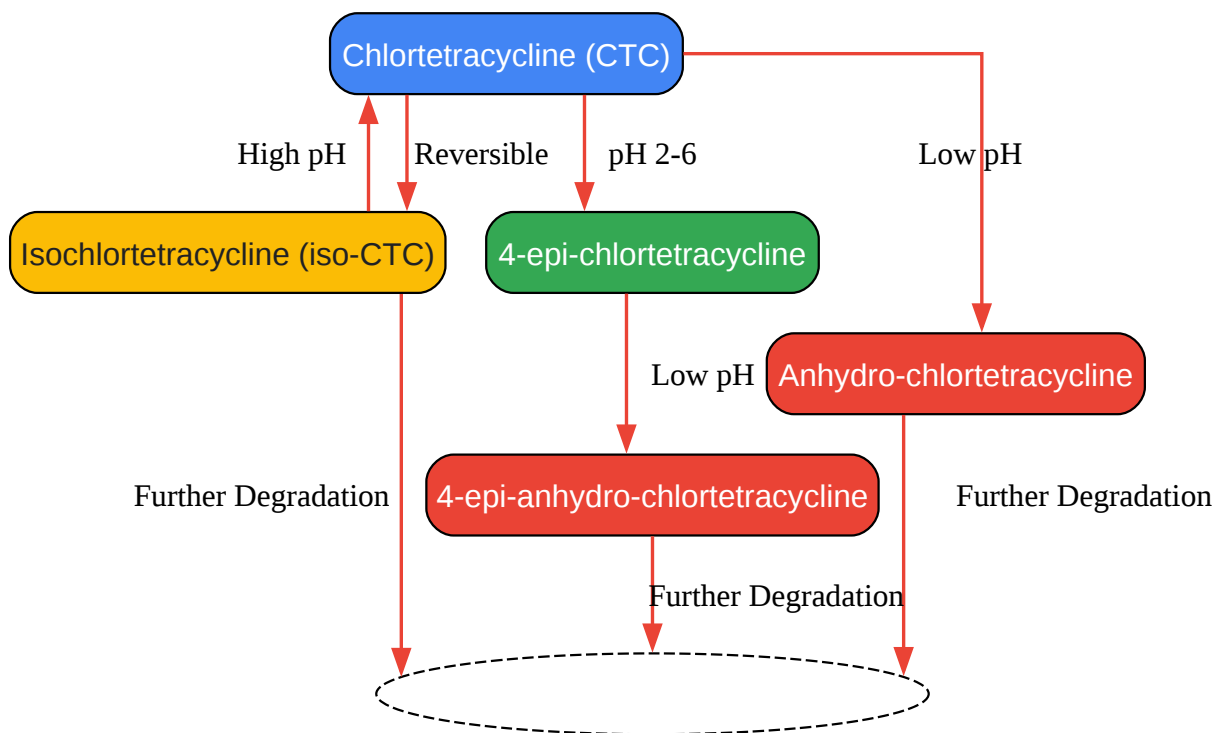 Chlortetracycline (CTC)
High pH
Reversible
pH 2-6
Low pH
Isochlortetracycline (iso-CTC)
4-epi-chlortetracycline
Low pH
Anhydro-chlortetracycline
Further Degradation
4-epi-anhydro-chlortetracycline
Further Degradation
Further Degradation